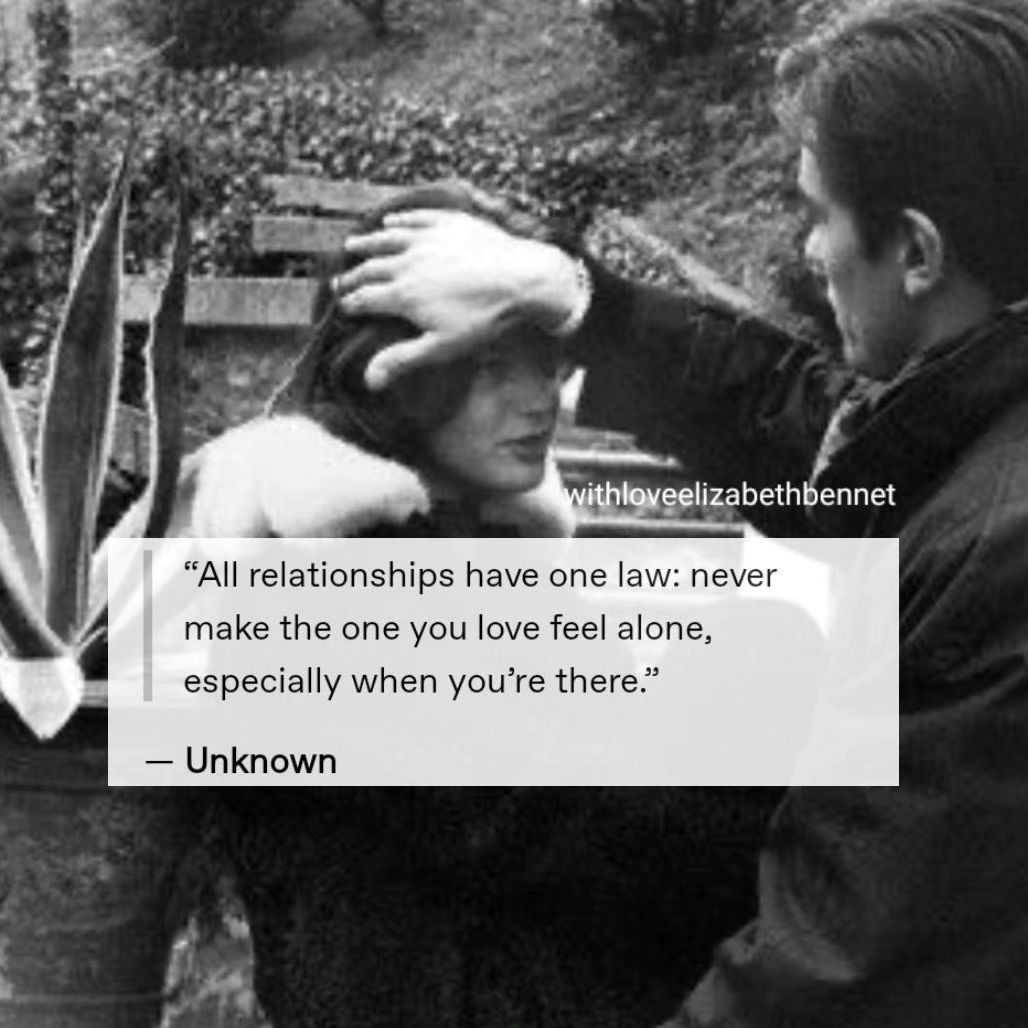 withloveelizabethbennet
“All relationships have one law: never
make the one you love feel alone,
especially when you’re there.”
— Unknown